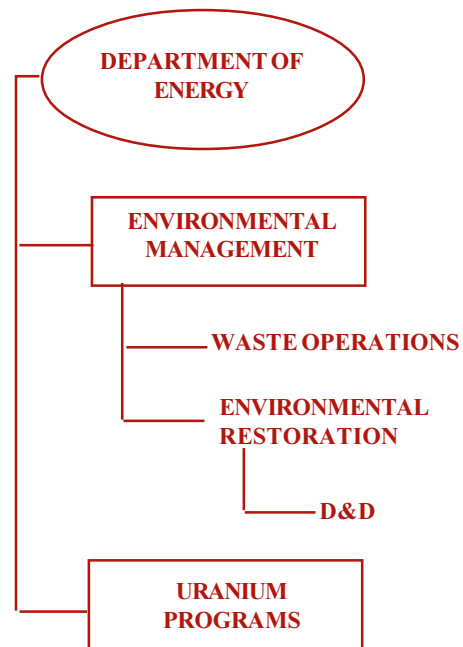 DEPARTMENT OF
ENERGY
ENVIRONMENTAL
MANAGEMENT
WASTE OPERATIONS
ENVIRONMENTAL
RESTORATION
D&D
URANIUM
PROGRAMS